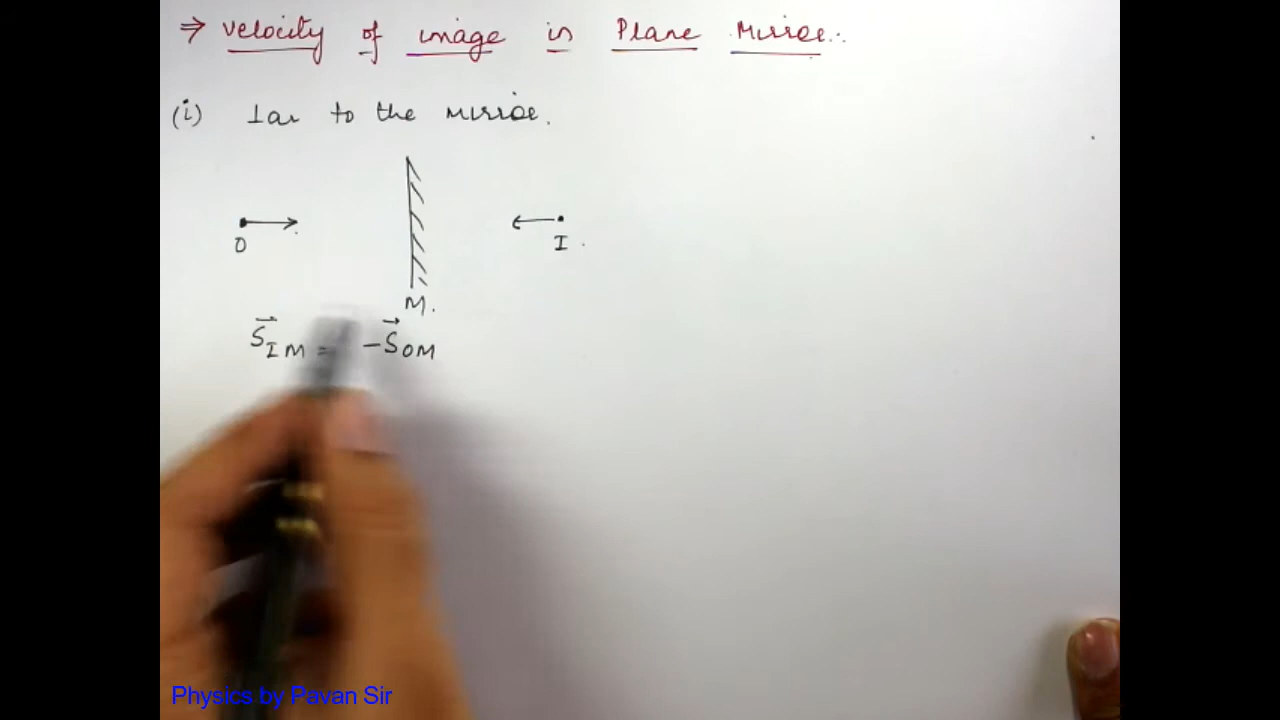 ⇒ Velocity of image in Plane Mirror.
(i) ⊥ar to the mirror.
O
I
M.
S⃗IM = -S⃗OM
Physics by Pavan Sir